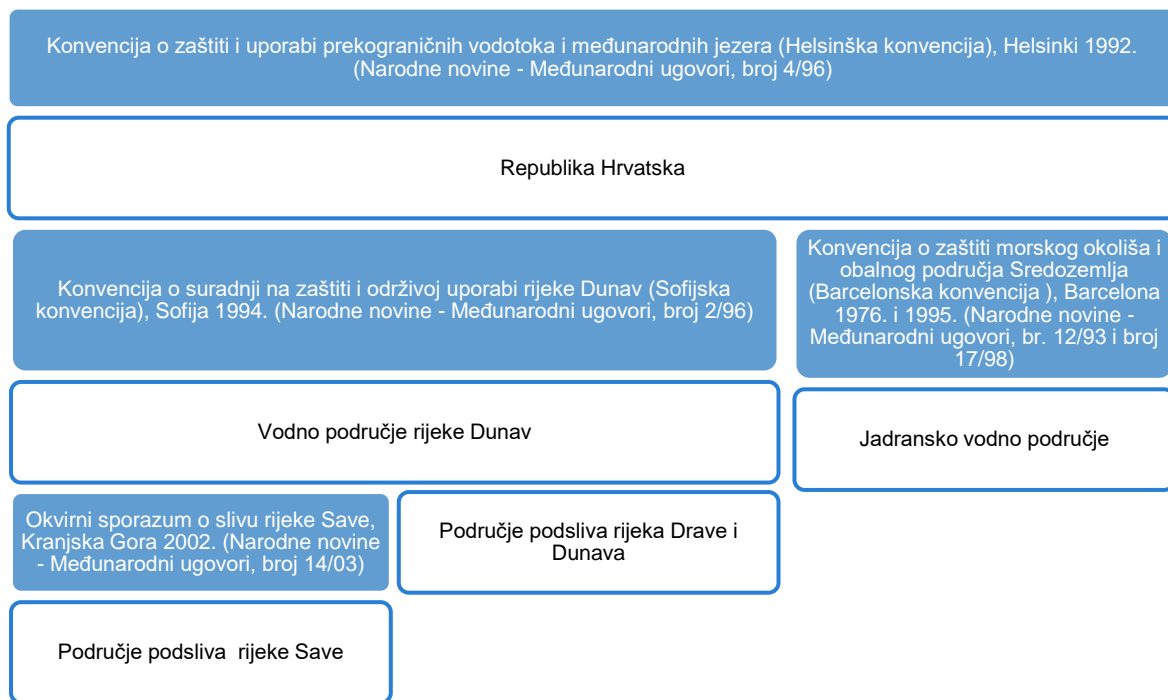 Konvencija o zaštiti i uporabi prekograničnih vodotoka i međunarodnih jezera (Helsinška konvencija), Helsinki 1992.
(Narodne novine - Međunarodni ugovori, broj 4/96)
Republika Hrvatska
Konvencija o suradnji na zaštiti i održivoj uporabi rijeke Dunav (Sofijska
konvencija), Sofija 1994. (Narodne novine - Međunarodni ugovori, broj 2/96)
Konvencija o zaštiti morskog okoliša i
obalnog područja Sredozemlja
(Barcelonska konvencija ), Barcelona
1976. i 1995. (Narodne novine -
Međunarodni ugovori, br. 12/93 i broj
17/98)
Vodno područje rijeke Dunav
Jadransko vodno područje
Okvirni sporazum o slivu rijeke Save,
Kranjska Gora 2002. (Narodne novine
- Međunarodni ugovori, broj 14/03)
Područje podsliva rijeka Drave i
Dunava
Područje podsliva  rijeke Save